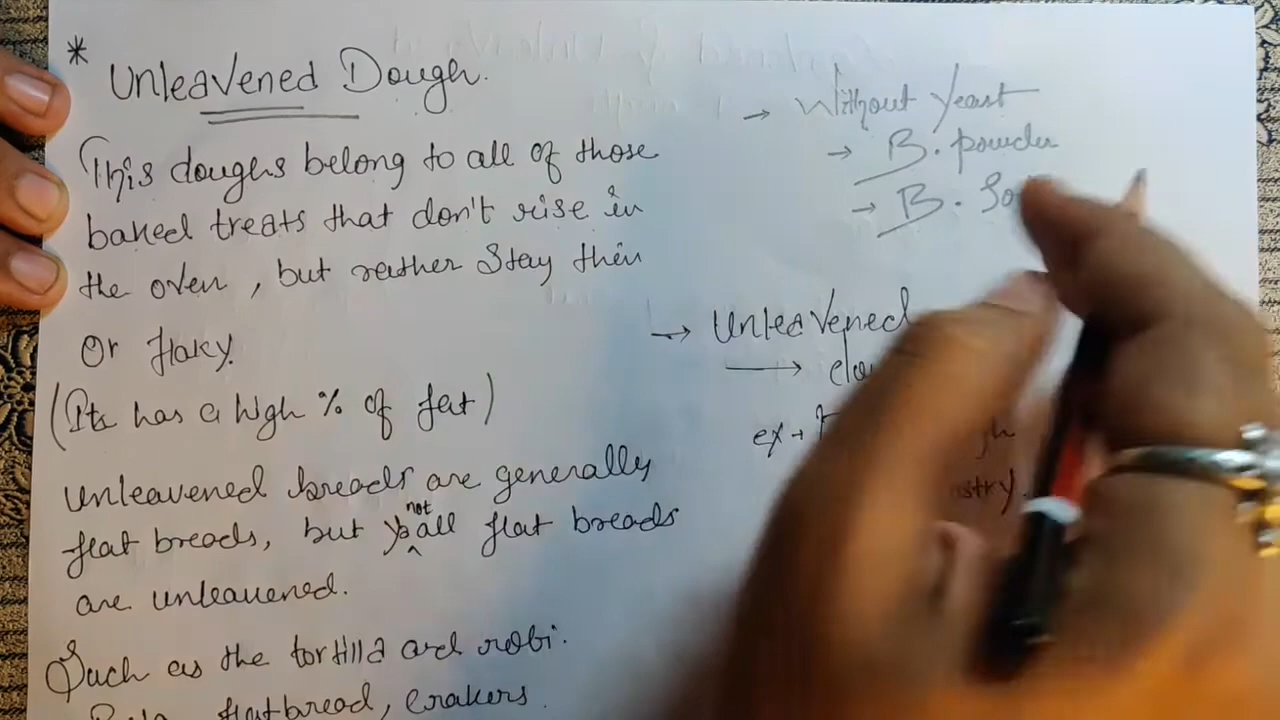 * Unleavened Dough.
This doughs belong to all of those
baked treats that don't rise in
the oven, but rather stay thin
Or flaky.
(Its has a high % of fat)
Unleavened breads are generally
flat breads, but not all flat breads
are unleavened.
Such as the tortilla and
flatbread, Crakers.
→ Without Yeast
→ B. powder
→ B.
→ Unleavened
→
ex →